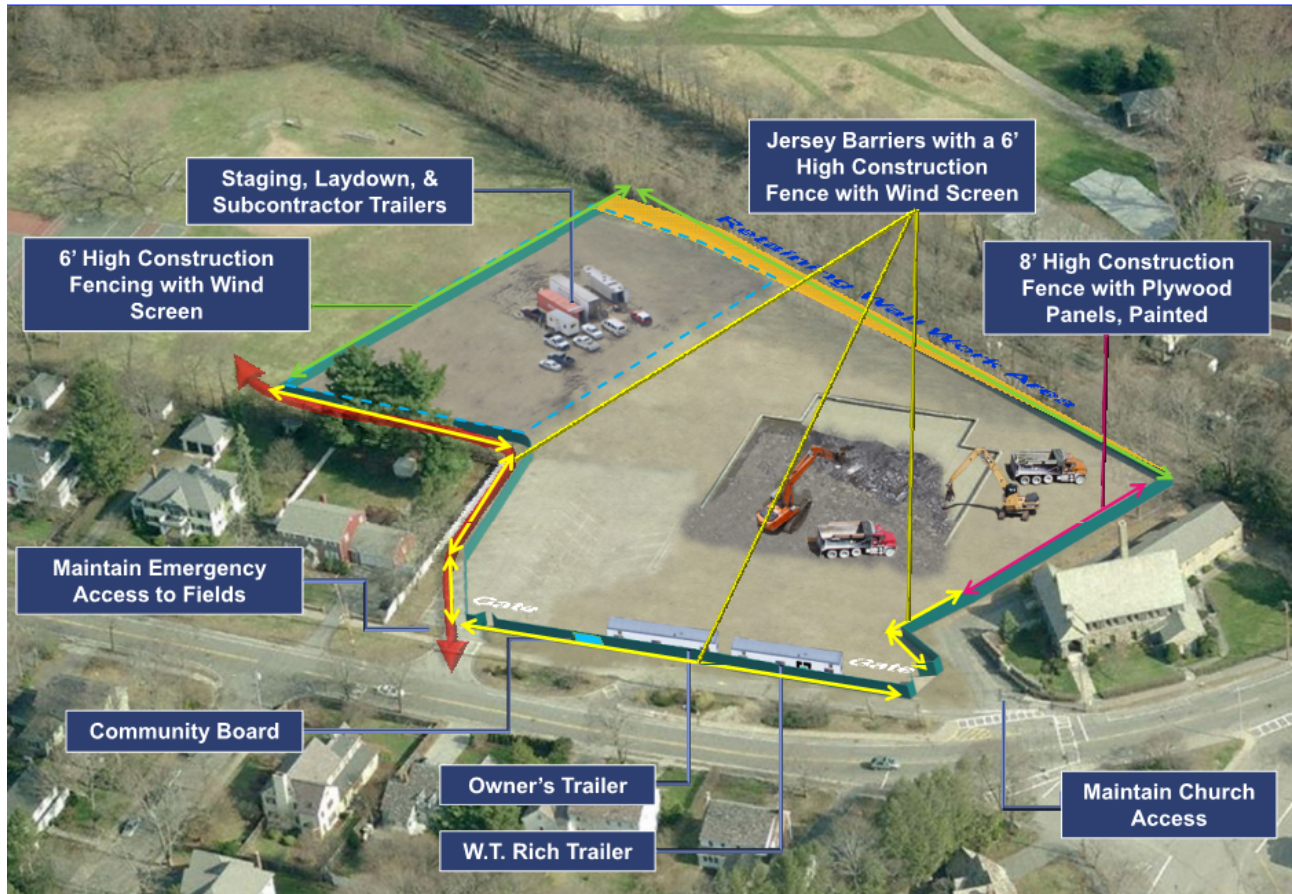 Jersey Barriers with a 6’
High Construction
Fence with Wind Screen
Staging, Laydown, &
Subcontractor Trailers
6’ High Construction
Fencing with Wind
Screen
Retaining Wall Work Area
8’ High Construction
Fence with Plywood
Panels, Painted
Maintain Emergency
Access to Fields
Gate
Gate
Community Board
Owner’s Trailer
W.T. Rich Trailer
Maintain Church
Access